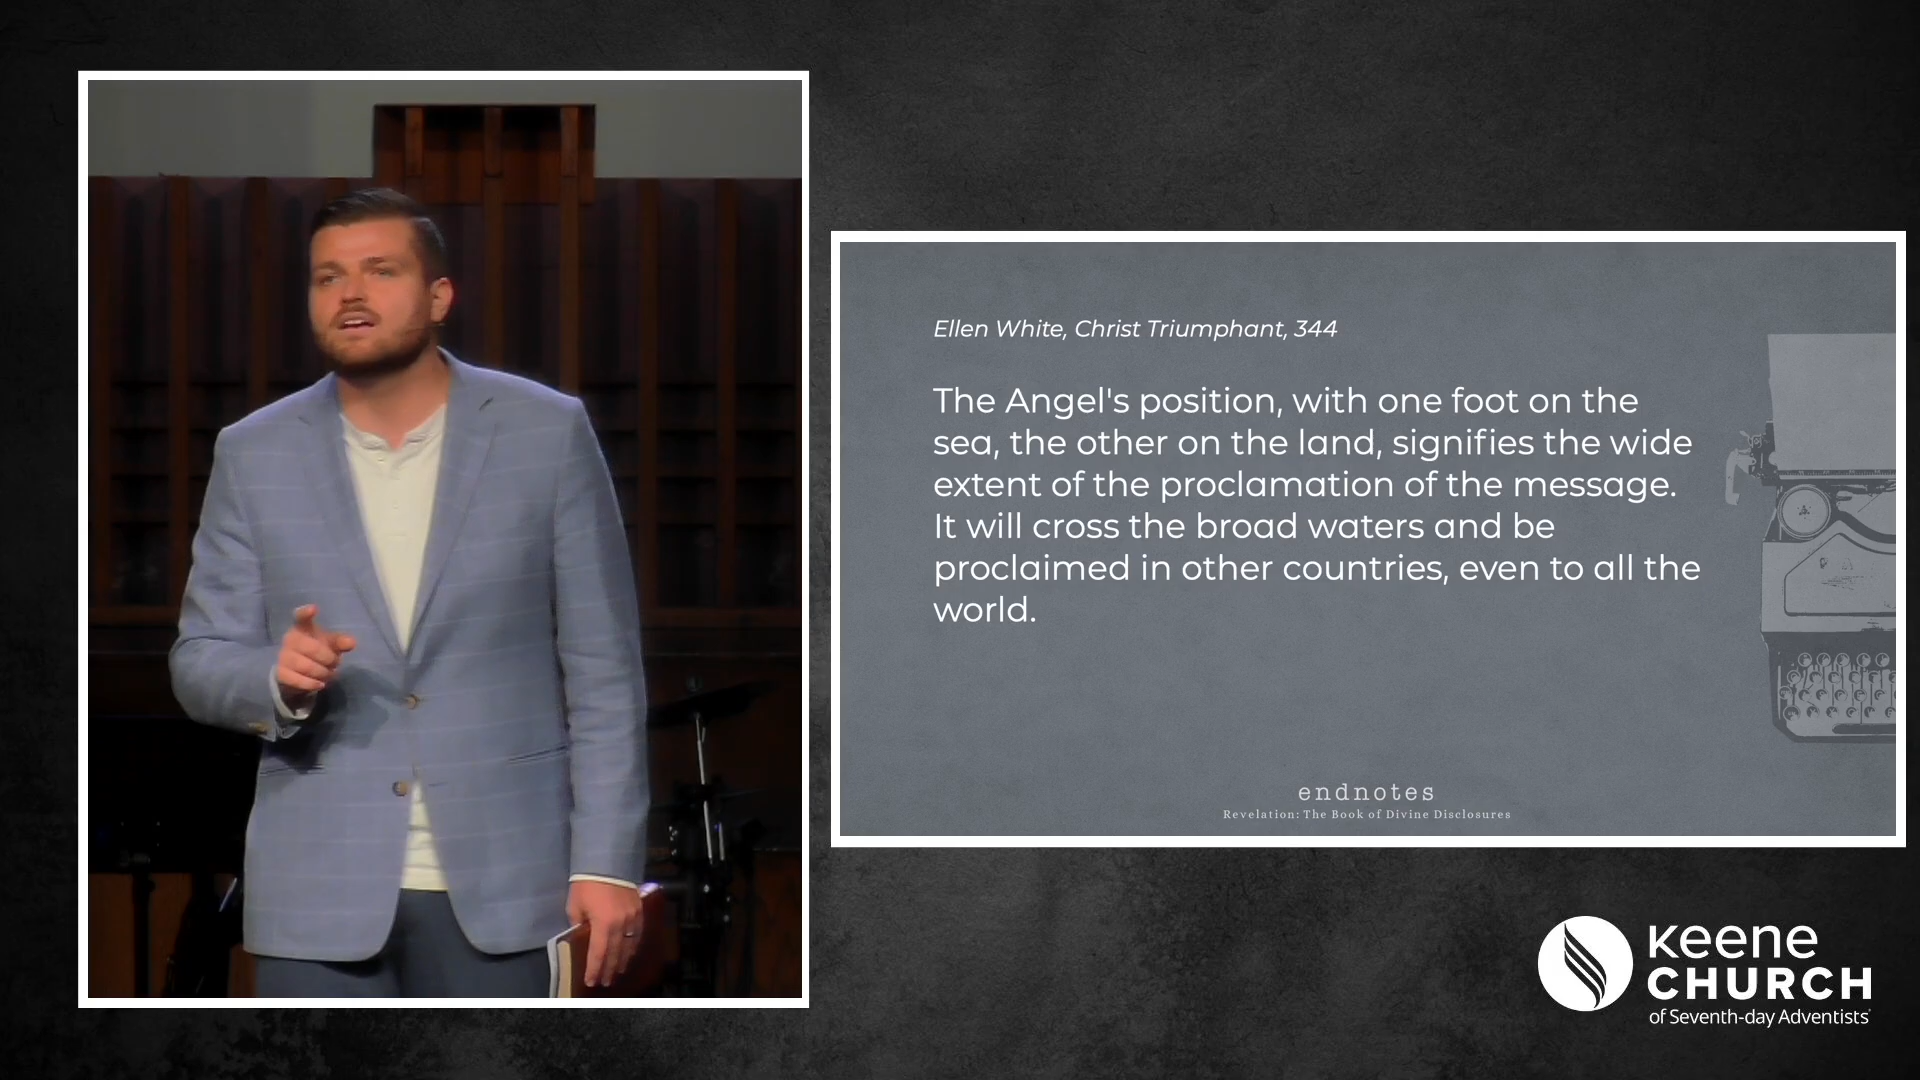 Ellen White, Christ Triumphant, 344
The Angel's position, with one foot on the
sea, the other on the land, signifies the wide
extent of the proclamation of the message.
It will cross the broad waters and be
proclaimed in other countries, even to all the
world.
endnotes
Revelation: The Book of Divine Disclosures
Keene
CHURCH
of Seventh-day Adventists